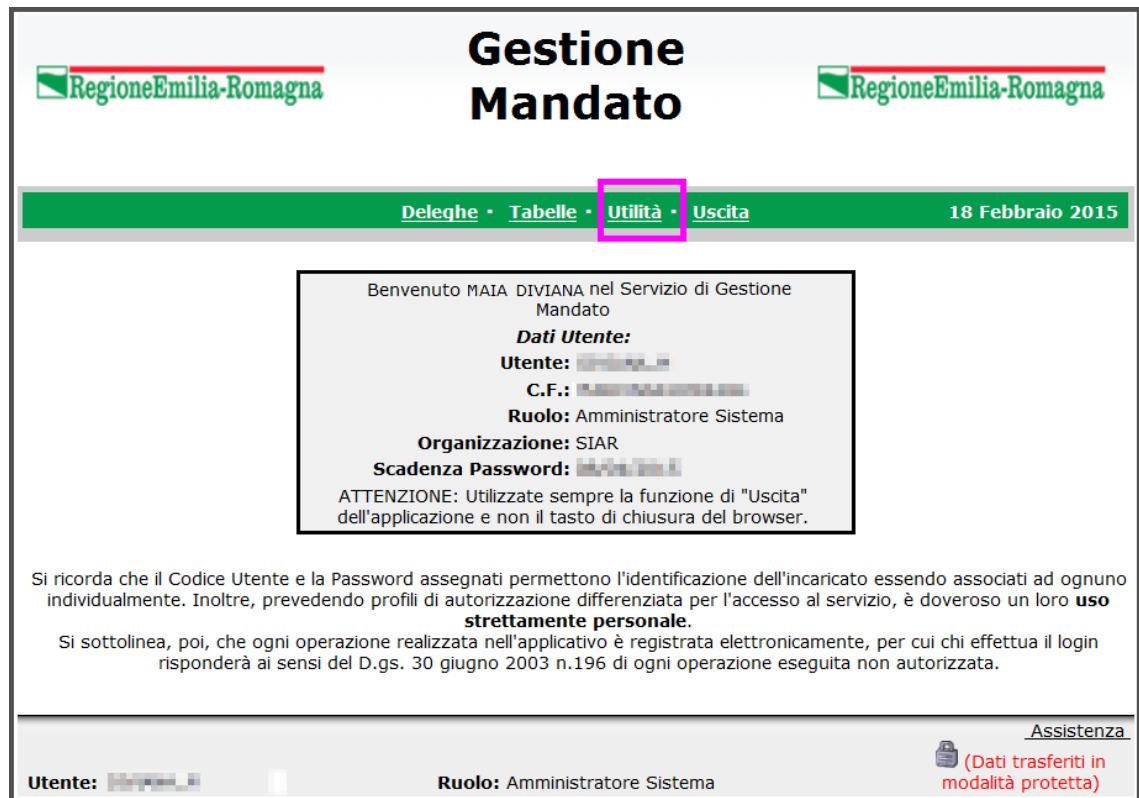 Gestione
Mandato
RegioneEmilia-Romagna
RegioneEmilia-Romagna
Deleghe · Tabelle · Utilità · Uscita
18 Febbraio 2015
Benvenuto MAIA DIVIANA nel Servizio di Gestione
Mandato
Dati Utente:
Utente:
C.F.:
Ruolo: Amministratore Sistema
Organizzazione: SIAR
Scadenza Password:
ATTENZIONE: Utilizzate sempre la funzione di "Uscita"
dell'applicazione e non il tasto di chiusura del browser.
Si ricorda che il Codice Utente e la Password assegnati permettono l'identificazione dell'incaricato essendo associati ad ognuno
individualmente. Inoltre, prevedendo profili di autorizzazione differenziata per l'accesso al servizio, è doveroso un loro uso
strettamente personale.
Si sottolinea, poi, che ogni operazione realizzata nell'applicativo è registrata elettronicamente, per cui chi effettua il login
risponderà ai sensi del D.gs. 30 giugno 2003 n.196 di ogni operazione eseguita non autorizzata.
Assistenza
(Dati trasferiti in
modalità protetta)
Utente:
Ruolo: Amministratore Sistema